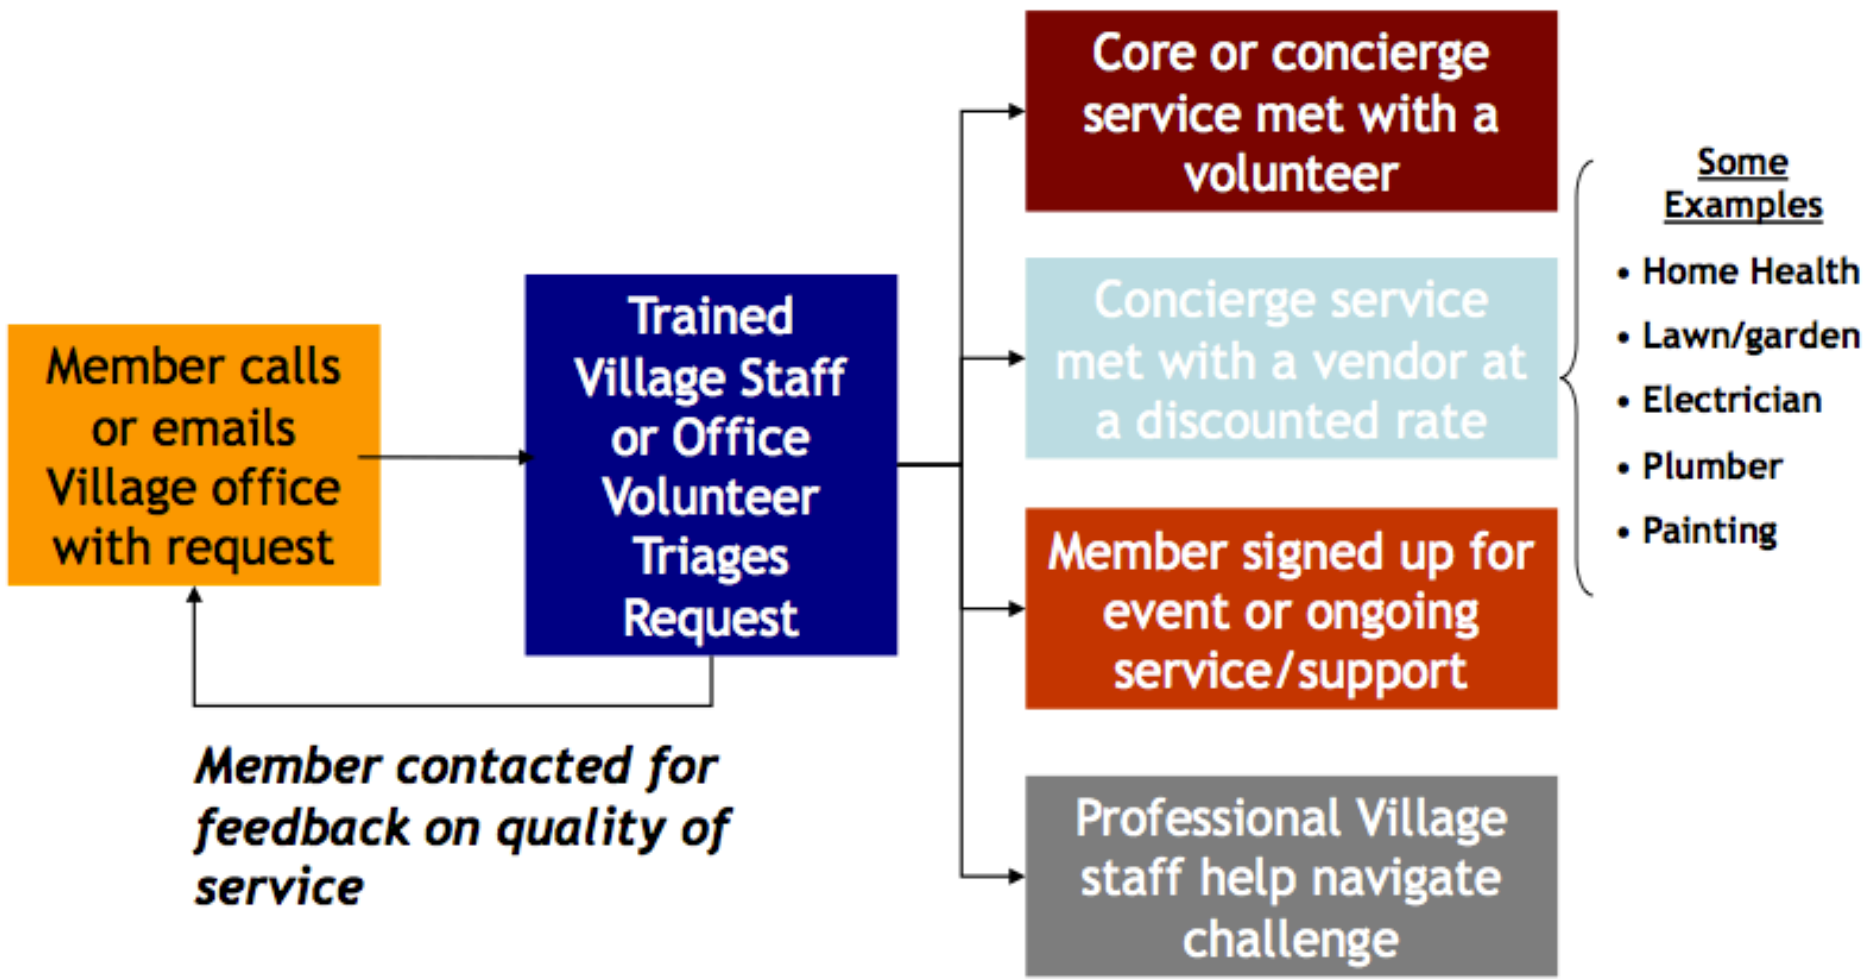 Member calls
or emails
Village office
with request
Trained
Village Staff
or Office
Volunteer
Triages
Request
Member contacted for
feedback on quality of
service
Core or concierge
service met with a
volunteer
Concierge service
met with a vendor at
a discounted rate
Member signed up for
event or ongoing
service/support
Professional Village
staff help navigate
challenge
Some
Examples
• Home Health
• Lawn/garden
• Electrician
• Plumber
• Painting